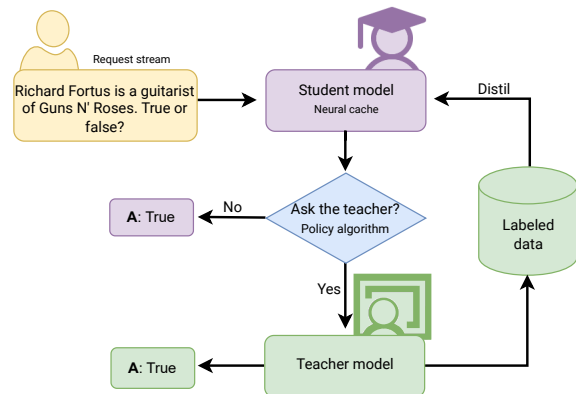 Request stream
Richard Fortus is a guitarist
of Guns N' Roses. True or
false?
Student model
Neural cache
Distil
Ask the teacher?
Policy algorithm
No
A: True
Labeled
data
Yes
Teacher model
A: True